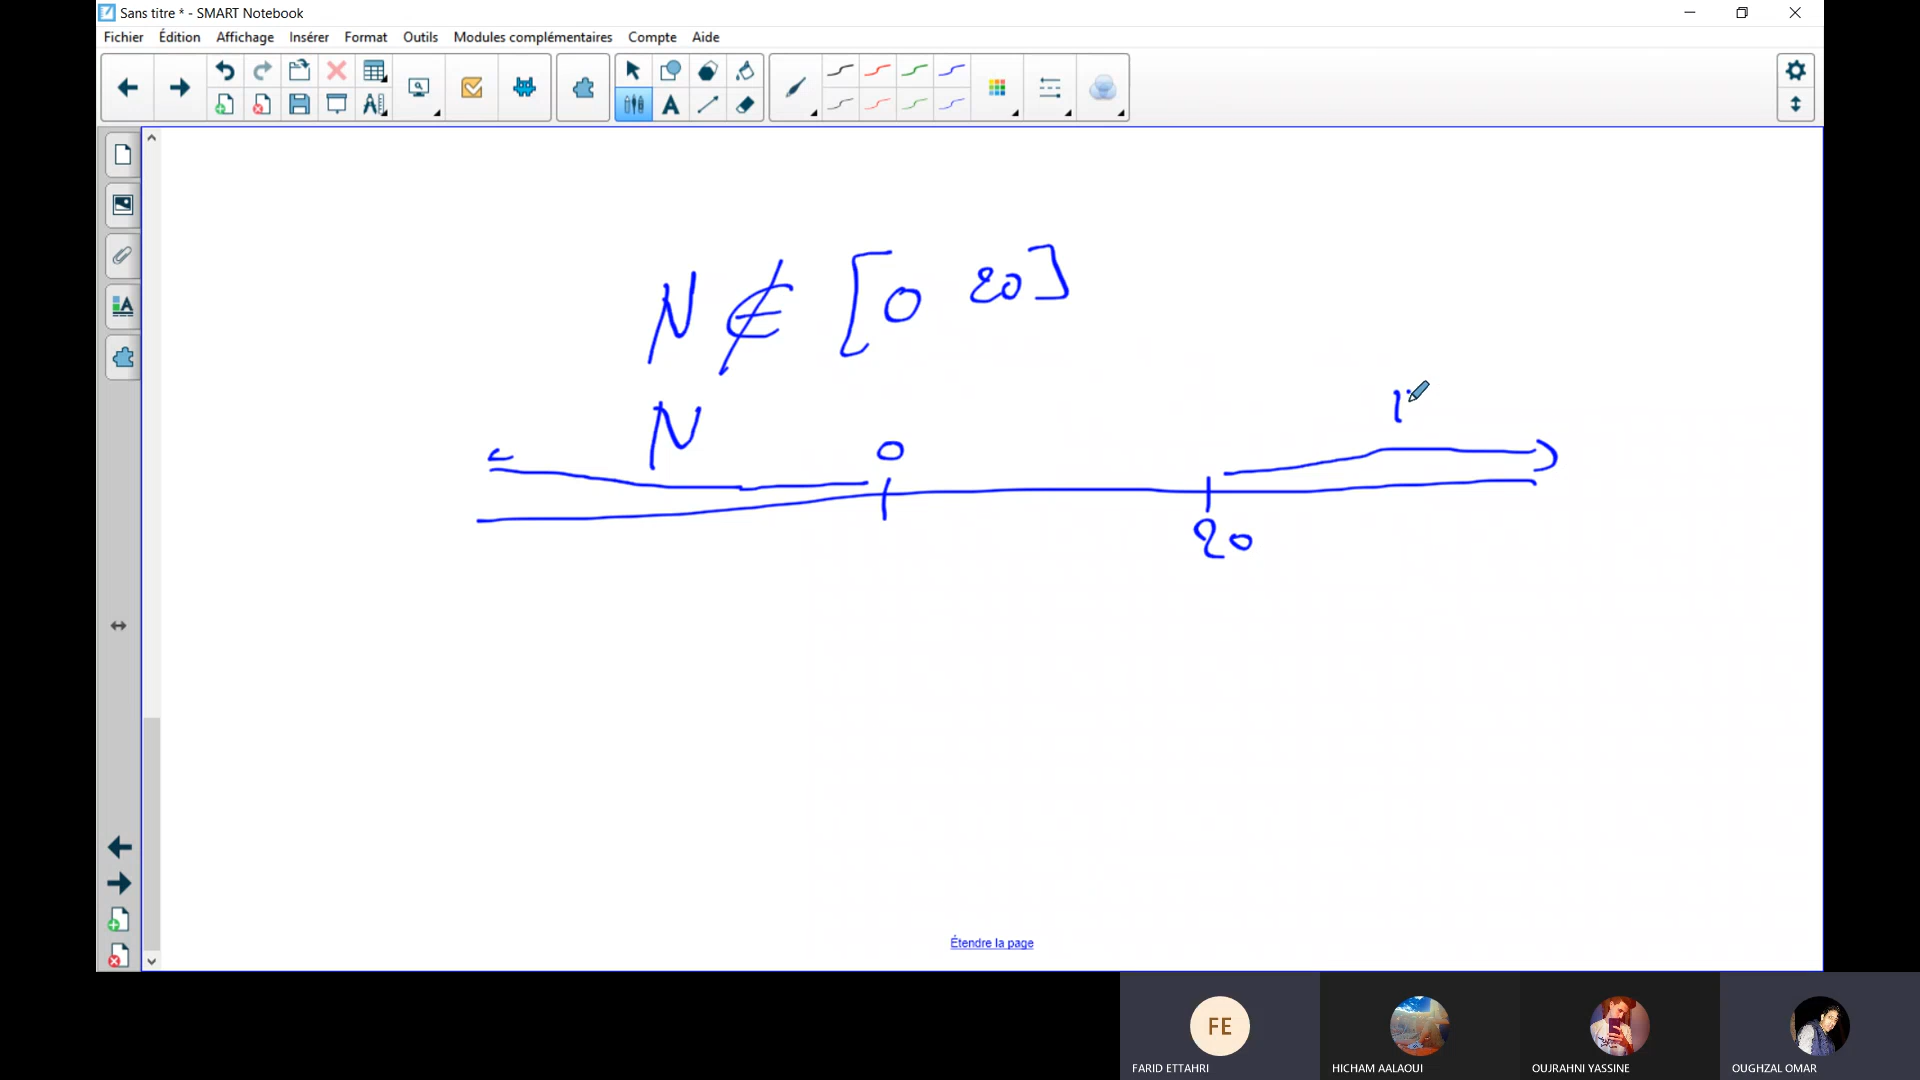 Sans titre * - SMART Notebook
Fichier Édition Affichage Insérer Format Outils Modules complémentaires Compte Aide
N ∉ [0 20]
N
0
20
Étendre la page
FE
FARID ETTAHRI HICHAM AALAOUI OUJRAHNI YASSINE OUGHZAL OMAR